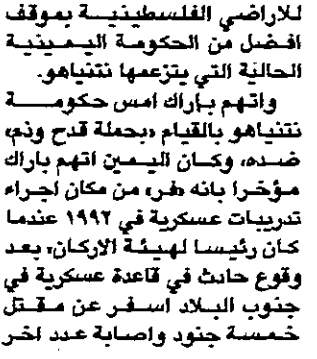 للاراضي الفلسطينية بموقف
افضل من الحكومة اليمينية
الحالية التي يتزعمها نتنياهو.
واتهم باراك امس حكومة
نتنياهو بالقيام «بحملة قدح وذم»
ضده، وكان اليمين اتهم باراك
مؤخرا بانه «فر» من مكان اجراء
تدريبات عسكرية في ١٩٩٢ عندما
كان رئيسا لهيئة الاركان، بعد
وقوع حادث في قاعدة عسكرية في
جنوب البلاد اسفر عن مقتل
خمسة جنود واصابة عدد اخر